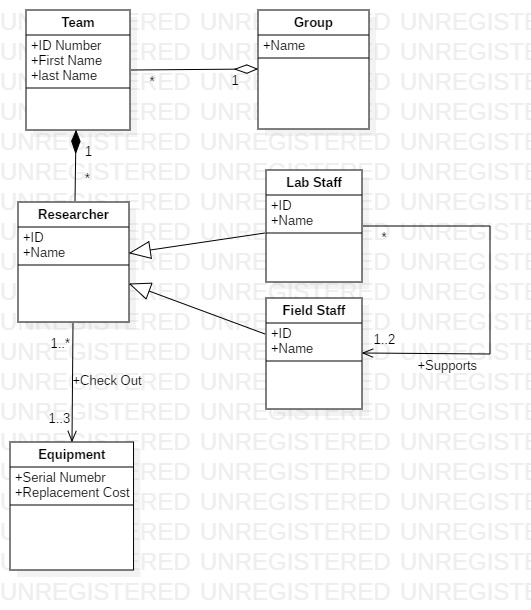 Team
+ID Number
+First Name
+last Name
Group
+Name
*
1
1
*
Researcher
+ID
+Name
Lab Staff
+ID
+Name
*
Field Staff
+ID
+Name
1..2
+Supports
1..*
+Check Out
1..3
Equipment
+Serial Numebr
+Replacement Cost
UNREGISTERED